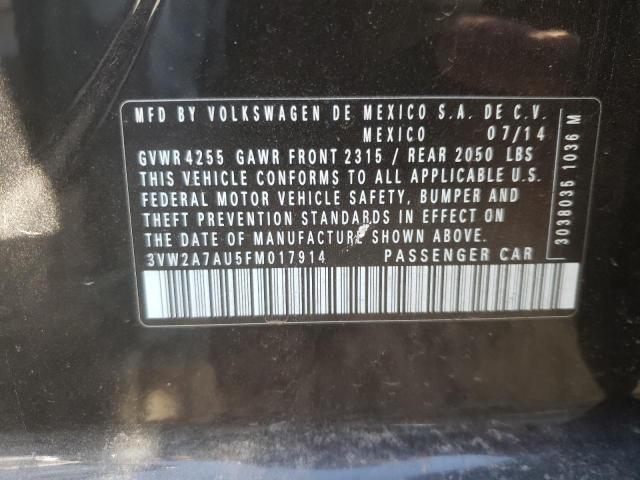 MFD BY VOLKSWAGEN DE MEXICO S.A. DE C.V.
MEXICO 07/14
GVWR 4255 GAWR FRONT 2315 / REAR 2050 LBS
THIS VEHICLE CONFORMS TO ALL APPLICABLE U.S.
FEDERAL MOTOR VEHICLE SAFETY, BUMPER AND
THEFT PREVENTION STANDARDS IN EFFECT ON
THE DATE OF MANUFACTURE SHOWN ABOVE.
3VW2A7AU5FM017914 PASSENGER CAR
3038035 1036 M